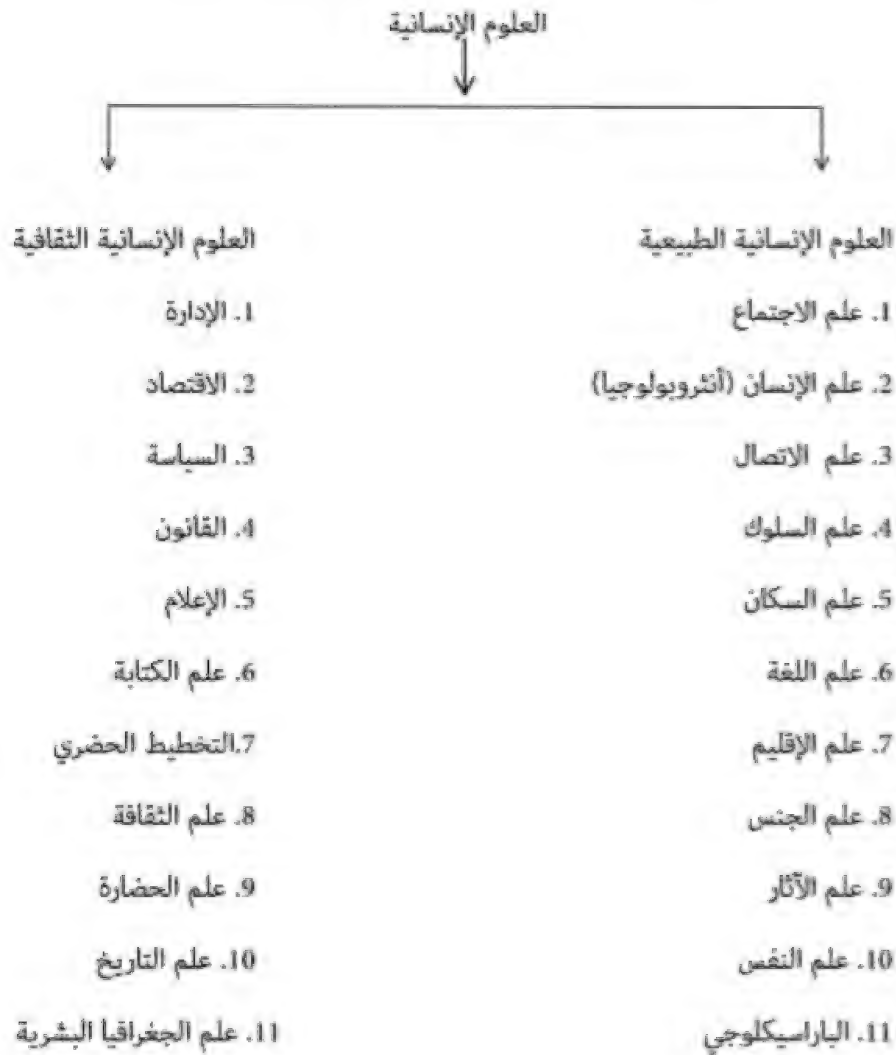 العلوم الإنسانية
العلوم الإنسانية الطبيعية
1. علم الاجتماع
2. علم الإنسان (أنثروبولوجيا)
3. علم الاتصال
4. علم السلوك
5. علم السكان
6. علم اللغة
7. علم الإقليم
8. علم الجنس
9. علم الآثار
10. علم النفس
11. الباراسيكلوجي
العلوم الإنسانية الثقافية
1. الإدارة
2. الاقتصاد
3. السياسة
4. القانون
5. الإعلام
6. علم الكتابة
7.التخطيط الحضري
8. علم الثقافة
9. علم الحضارة
10. علم التاريخ
11. علم الجغرافيا البشرية